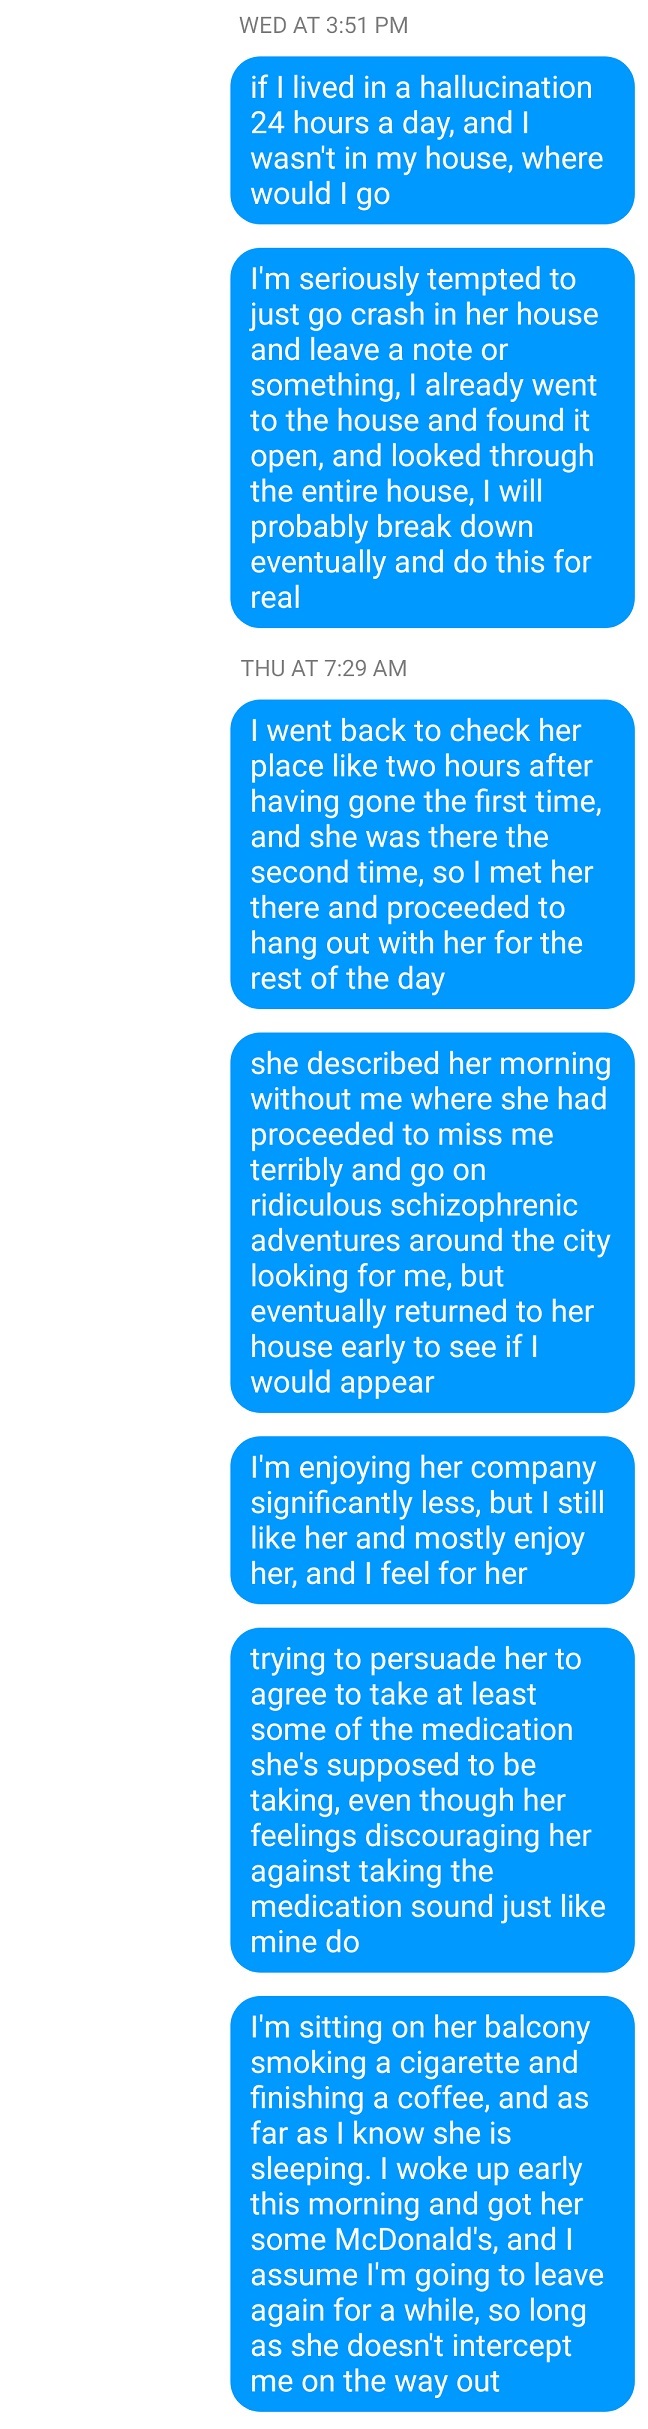 WED AT 3:51 PM
if I lived in a hallucination
24 hours a day, and I
wasn't in my house, where
would I go
I'm seriously tempted to
just go crash in her house
and leave a note or
something, I already went
to the house and found it
open, and looked through
the entire house, I will
probably break down
eventually and do this for
real
THU AT 7:29 AM
I went back to check her
place like two hours after
having gone the first time,
and she was there the
second time, so I met her
there and proceeded to
hang out with her for the
rest of the day
she described her morning
without me where she had
proceeded to miss me
terribly and go on
ridiculous schizophrenic
adventures around the city
looking for me, but
eventually returned to her
house early to see if I
would appear
I'm enjoying her company
significantly less, but I still
like her and mostly enjoy
her, and I feel for her
trying to persuade her to
agree to take at least
some of the medication
she's supposed to be
taking, even though her
feelings discouraging her
against taking the
medication sound just like
mine do
I'm sitting on her balcony
smoking a cigarette and
finishing a coffee, and as
far as I know she is
sleeping. I woke up early
this morning and got her
some McDonald's, and I
assume I'm going to leave
again for a while, so long
as she doesn't intercept
me on the way out